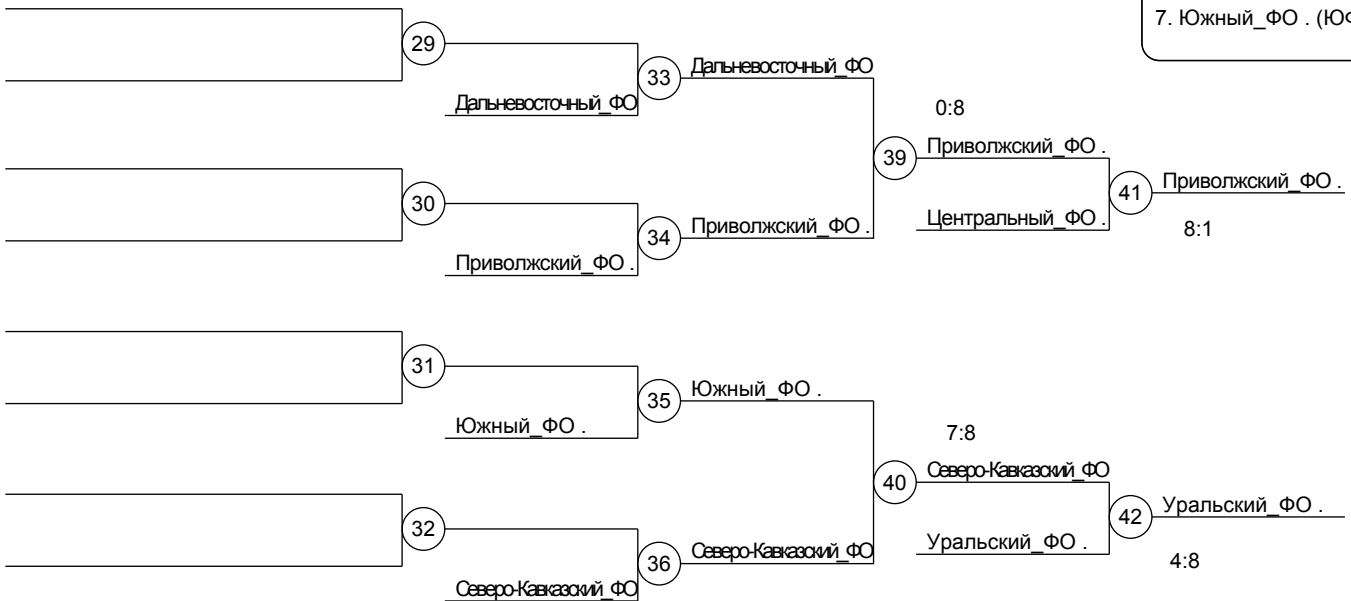 7. Южный_ФО . (ЮФ
29
33
Дальневосточный_ФО
Дальневосточный_ФО
0:8
39
Приволжский_ФО .
41
Приволжский_ФО .
30
34
Приволжский_ФО .
Центральный_ФО .
8:1
Приволжский_ФО .
31
35
Южный_ФО .
Южный_ФО .
7:8
40
Северо-Кавказский_ФО
42
Уральский_ФО .
32
36
Северо-Кавказский_ФО
Уральский_ФО .
4:8
Северо-Кавказский_ФО